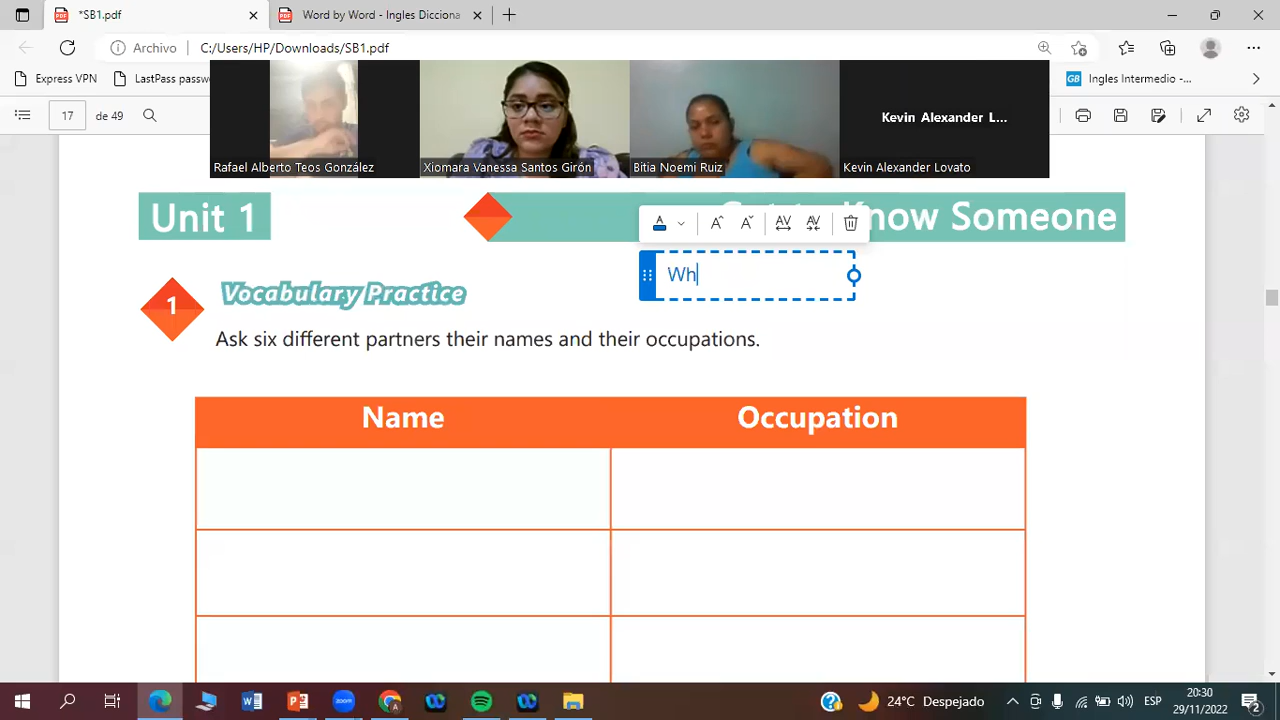 *SB1.pdf
Word by Word - Ingles Dicciona
Archivo C:/Users/HP/Downloads/SB1.pdf
Express VPN
LastPass passw
GB Ingles Intermedio -...
17 de 49
Kevin Alexander L...
Rafael Alberto Teos González
Xiomara Vanessa Santos Girón
Bitia Noemi Ruiz
Kevin Alexander Lovato
Unit 1
Know Someone
Wh
1
Vocabulary Practice
Ask six different partners their names and their occupations.
Name Occupation
zoom
24°C Despejado
ESP
20:30
29/11/2022
2